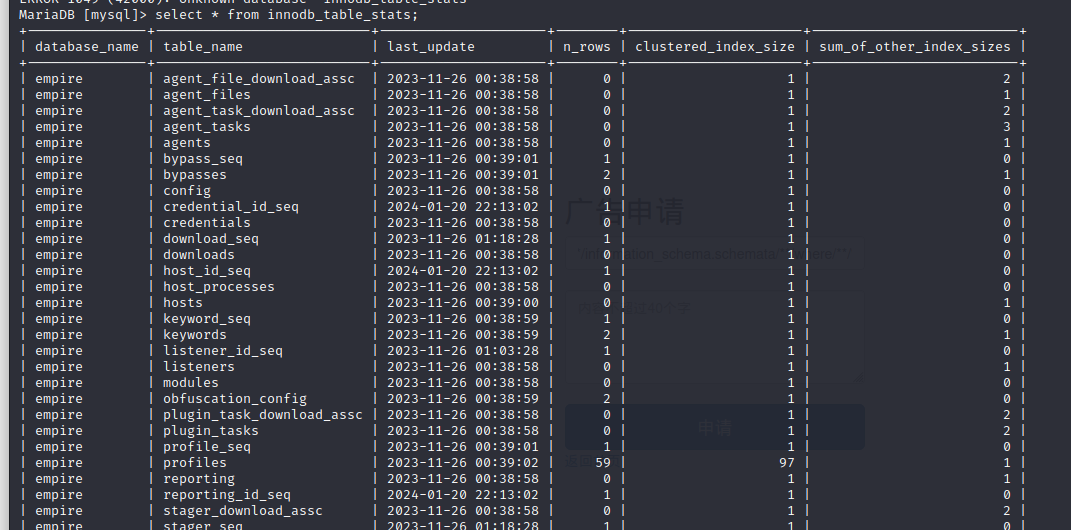 ERROR 1049 (42000): Unknown database 'innodb_table_stats'
MariaDB [mysql]> select * from innodb_table_stats;
| database_name | table_name | last_update | n_rows | clustered_index_size | sum_of_other_index_sizes |
| empire | agent_file_download_assc | 2023-11-26 00:38:58 | 0 | 1 | 2 |
| empire | agent_files | 2023-11-26 00:38:58 | 0 | 1 | 1 |
| empire | agent_task_download_assc | 2023-11-26 00:38:58 | 0 | 1 | 2 |
| empire | agent_tasks | 2023-11-26 00:38:58 | 0 | 1 | 3 |
| empire | agents | 2023-11-26 00:38:58 | 0 | 1 | 1 |
| empire | bypass_seq | 2023-11-26 00:39:01 | 1 | 1 | 0 |
| empire | bypasses | 2023-11-26 00:39:01 | 2 | 1 | 1 |
| empire | config | 2023-11-26 00:38:58 | 0 | 1 | 0 |
| empire | credential_id_seq | 2024-01-20 22:13:02 | 1 | 1 | 0 |
| empire | credentials | 2023-11-26 00:38:58 | 0 | 1 | 0 |
| empire | download_seq | 2023-11-26 01:18:28 | 1 | 1 | 0 |
| empire | downloads | 2023-11-26 00:38:58 | 0 | 1 | 0 |
| empire | host_id_seq | 2024-01-20 22:13:02 | 1 | 1 | 0 |
| empire | host_processes | 2023-11-26 00:38:58 | 0 | 1 | 0 |
| empire | hosts | 2023-11-26 00:39:00 | 0 | 1 | 1 |
| empire | keyword_seq | 2023-11-26 00:38:59 | 1 | 1 | 0 |
| empire | keywords | 2023-11-26 00:38:59 | 2 | 1 | 1 |
| empire | listener_id_seq | 2023-11-26 01:03:28 | 1 | 1 | 0 |
| empire | listeners | 2023-11-26 00:38:58 | 0 | 1 | 1 |
| empire | modules | 2023-11-26 00:38:58 | 0 | 1 | 0 |
| empire | obfuscation_config | 2023-11-26 00:38:59 | 2 | 1 | 0 |
| empire | plugin_task_download_assc | 2023-11-26 00:38:58 | 0 | 1 | 2 |
| empire | plugin_tasks | 2023-11-26 00:38:58 | 0 | 1 | 2 |
| empire | profile_seq | 2023-11-26 00:39:01 | 1 | 1 | 0 |
| empire | profiles | 2023-11-26 00:39:02 | 59 | 97 | 1 |
| empire | reporting | 2023-11-26 00:38:58 | 0 | 1 | 1 |
| empire | reporting_id_seq | 2024-01-20 22:13:02 | 1 | 1 | 0 |
| empire | stager_download_assc | 2023-11-26 00:38:58 | 0 | 1 | 2 |
| empire | stager_seq | 2023-11-26 01:18:28 | 1 | 1 | 0 |
广告申请
申请